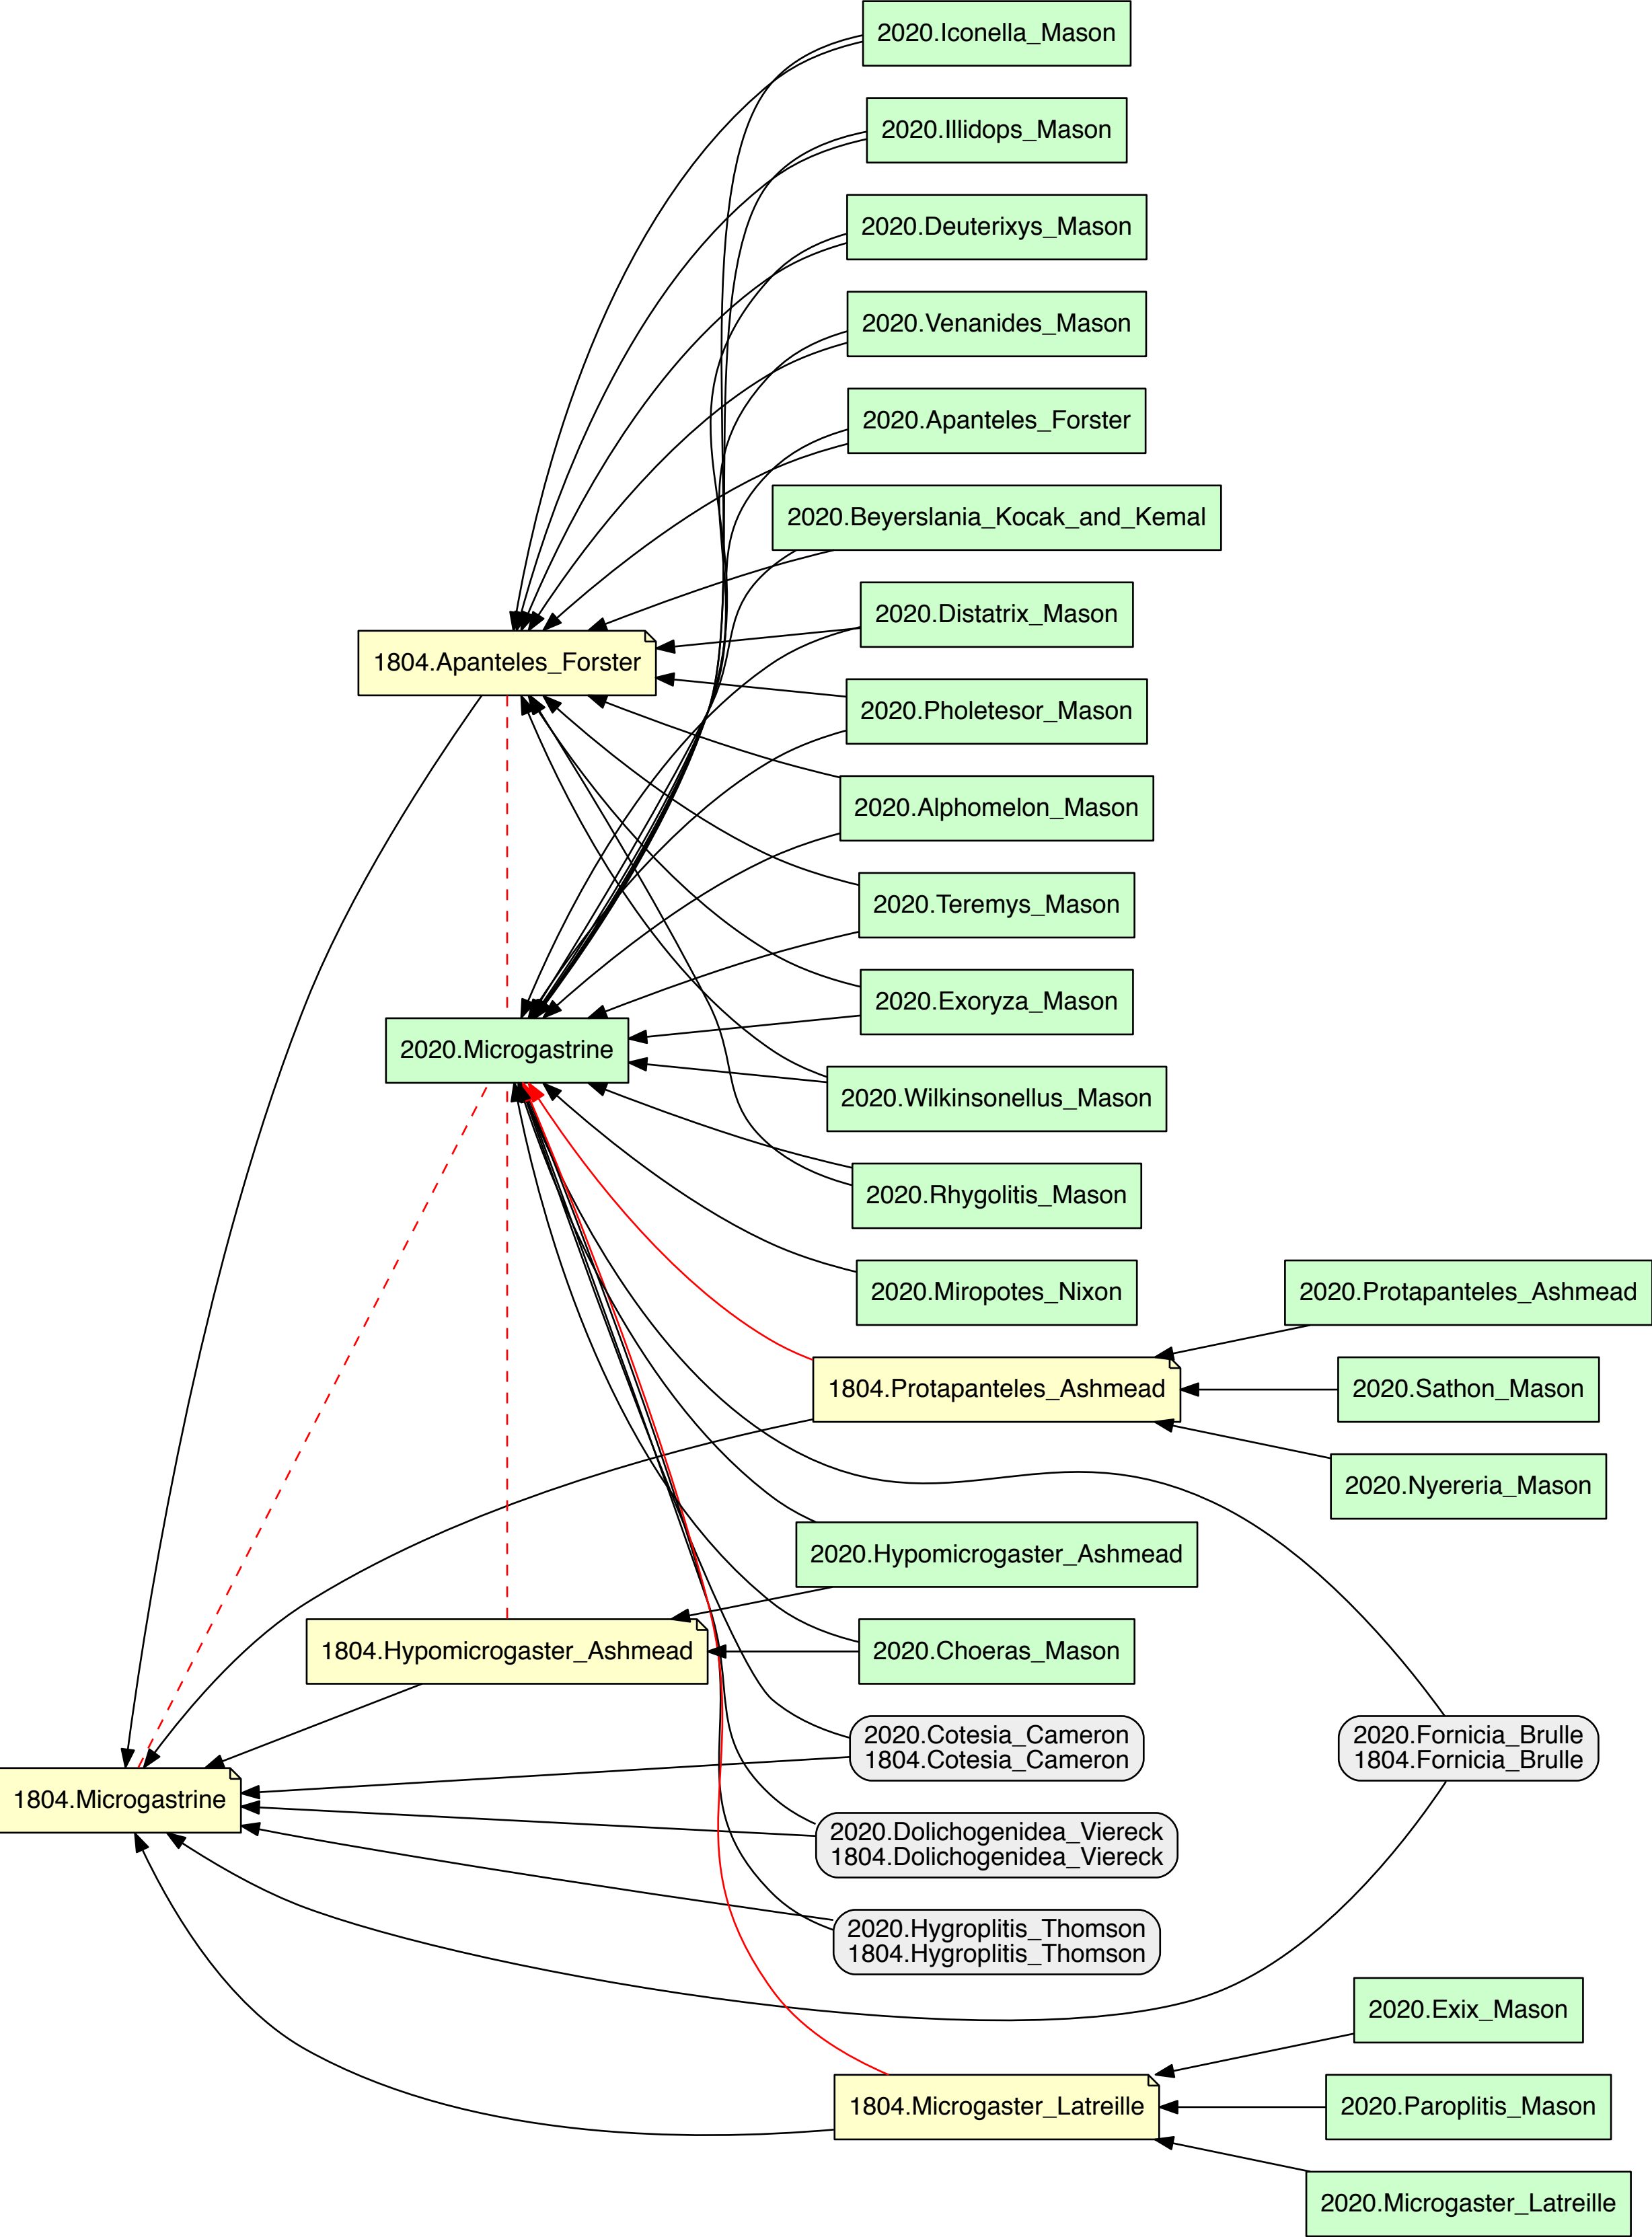 2020.Iconella_Mason
2020.Illidops_Mason
2020.Deuterixys_Mason
2020.Venanides_Mason
2020.Apanteles_Forster
2020.Beyerslania_Kocak_and_Kemal
2020.Distatrix_Mason
1804.Apanteles_Forster
2020.Pholetesor_Mason
2020.Alphomelon_Mason
2020.Teremys_Mason
2020.Exoryza_Mason
2020.Microgastrine
2020.Wilkinsonellus_Mason
2020.Rhygolitis_Mason
2020.Miropotes_Nixon
2020.Protapanteles_Ashmead
1804.Protapanteles_Ashmead
2020.Sathon_Mason
2020.Nyereria_Mason
2020.Hypomicrogaster_Ashmead
1804.Hypomicrogaster_Ashmead
2020.Choeras_Mason
2020.Cotesia_Cameron
1804.Cotesia_Cameron
2020.Fornicia_Brulle
1804.Fornicia_Brulle
1804.Microgastrine
2020.Dolichogenidea_Viereck
1804.Dolichogenidea_Viereck
2020.Hygroplitis_Thomson
1804.Hygroplitis_Thomson
2020.Exix_Mason
1804.Microgaster_Latreille
2020.Paroplitis_Mason
2020.Microgaster_Latreille